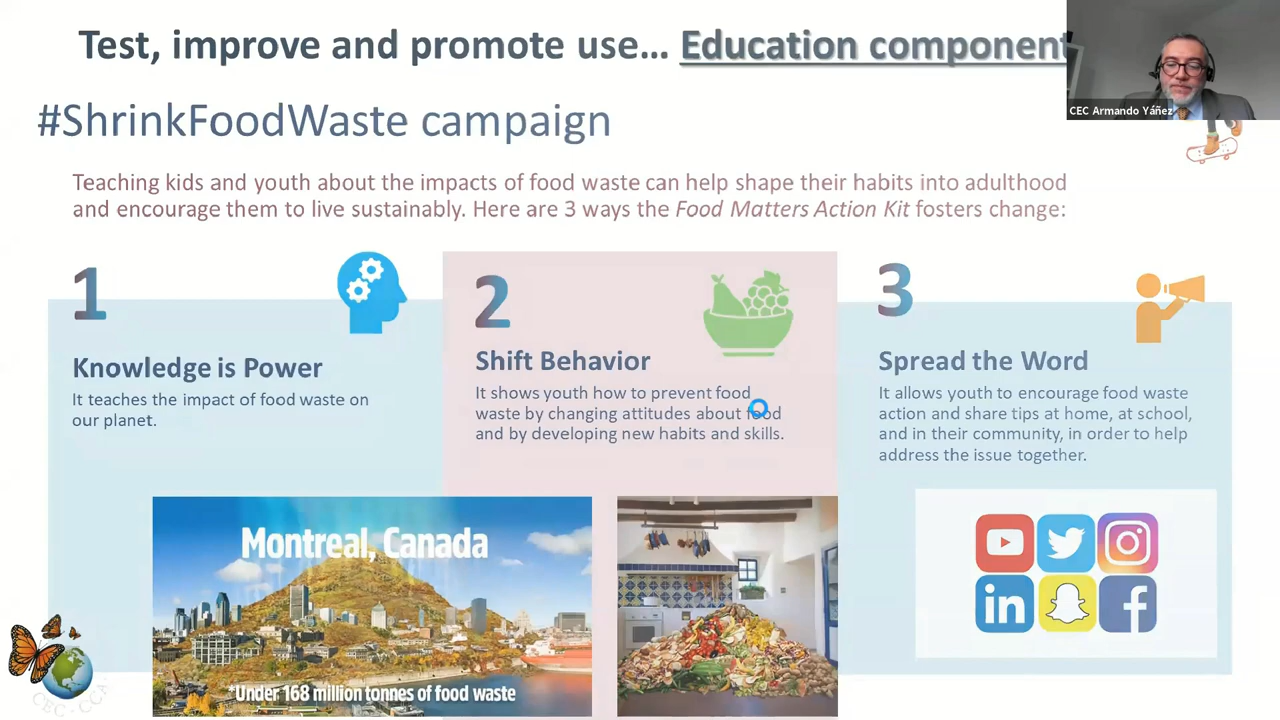 Test, improve and promote use... Education component
CEC Armando Yáñez
#ShrinkFoodWaste campaign
Teaching kids and youth about the impacts of food waste can help shape their habits into adulthood
and encourage them to live sustainably. Here are 3 ways the Food Matters Action Kit fosters change:
1
Knowledge is Power
It teaches the impact of food waste on
our planet.
2
Shift Behavior
It shows youth how to prevent food
waste by changing attitudes about food
and by developing new habits and skills.
3
Spread the Word
It allows youth to encourage food waste
action and share tips at home, at school,
and in their community, in order to help
address the issue together.
Montreal, Canada
*Under 168 million tonnes of food waste
in
f
CEC - CCA